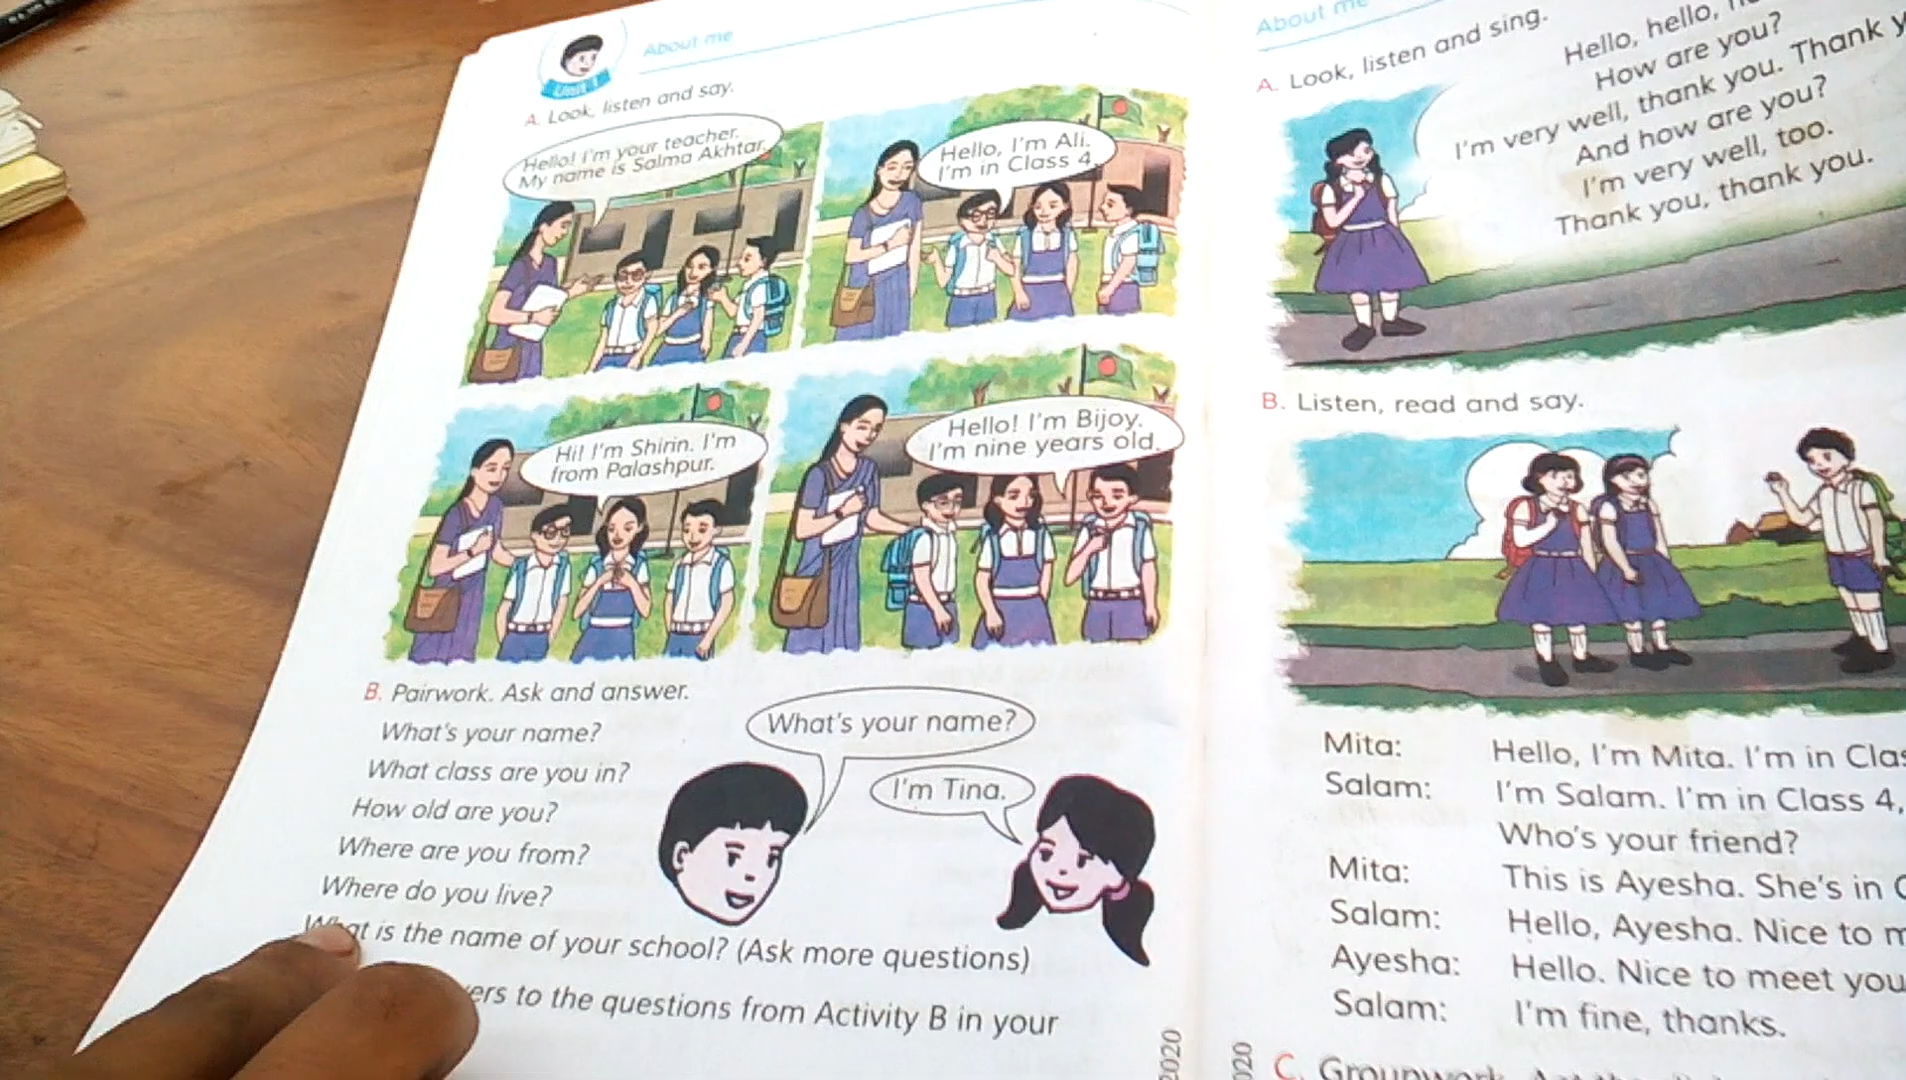 Unit 1
About me
A. Look, listen and say.
Hello! I'm your teacher.
My name is Salma Akhtar.
Hello, I'm Ali.
I'm in Class 4.
Hi! I'm Shirin. I'm
from Palashpur.
Hello! I'm Bijoy.
I'm nine years old.
B. Pairwork. Ask and answer.
What's your name?
What class are you in?
How old are you?
Where are you from?
Where do you live?
What is the name of your school? (Ask more questions)
What's your name?
I'm Tina.
to the questions from Activity B in your
2020
About me
A. Look, listen and sing.
Hello, hello,
How are you?
I'm very well, thank you. Thank
And how are you?
I'm very well, too.
Thank you, thank you.
B. Listen, read and say.
Mita: Hello, I'm Mita. I'm in
Salam: I'm Salam. I'm in Class 4,
Who's your friend?
Mita: This is Ayesha. She's in
Salam: Hello, Ayesha. Nice to
Ayesha: Hello. Nice to meet you
Salam: I'm fine, thanks.
020
C. Groupwork.